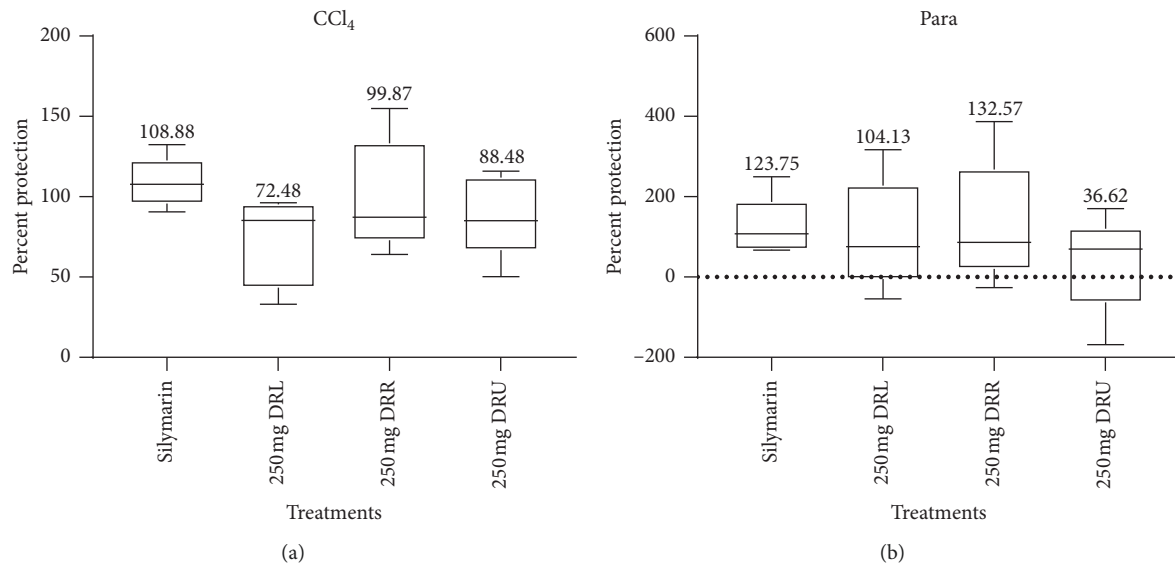 CCl₄
200
150
100
50
0
Percent protection
108.88
72.48
99.87
88.48
Silymarin
250 mg DRL
250 mg DRR
250 mg DRU
Treatments
(a)
Para
600
400
200
0
–200
Percent protection
123.75
104.13
132.57
36.62
Silymarin
250 mg DRL
250 mg DRR
250 mg DRU
Treatments
(b)